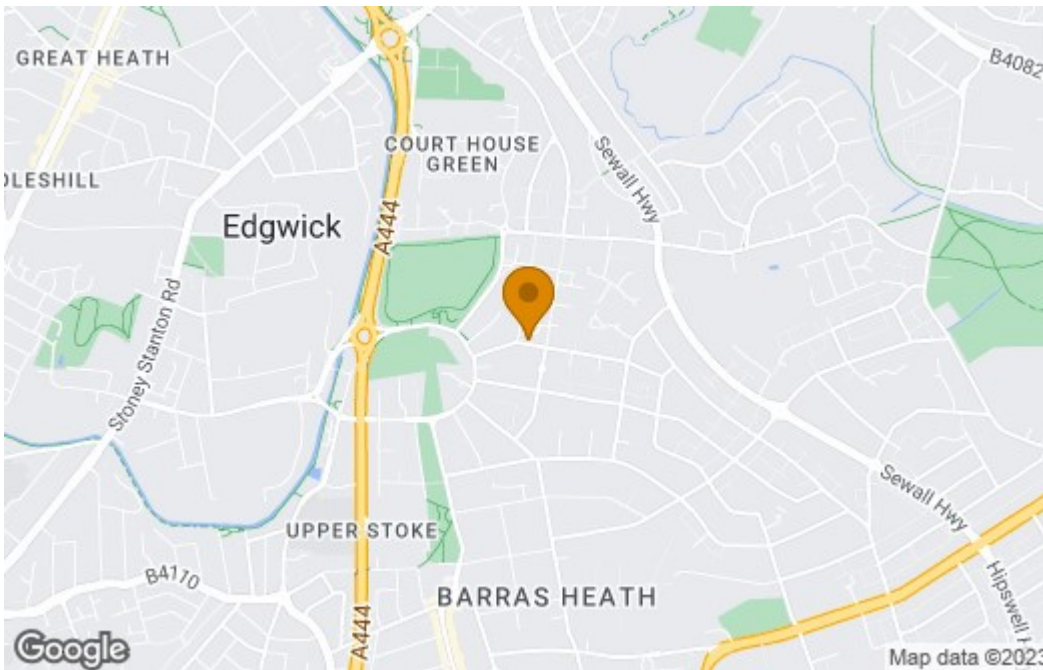 GREAT HEATH
B4082
COURT HOUSE
GREEN
Sewall Hwy
OLESHILL
Edgwick
A444
Stoney Stanton Rd
Sewall Hwy
UPPER STOKE
B4110
BARRAS HEATH
A444
Hipswell H
Google
Map data ©2023